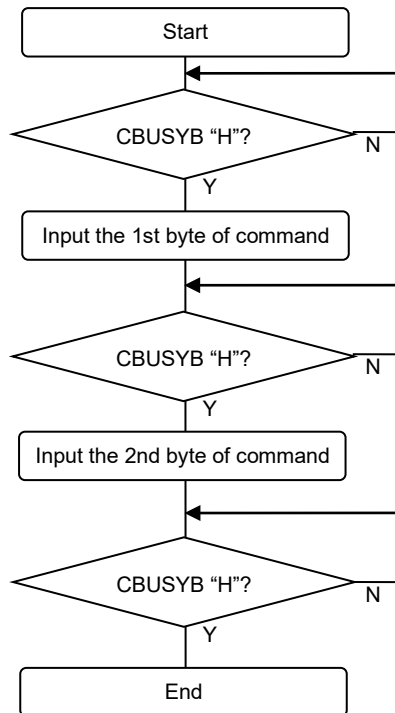 Start
CBUSYB “H”?
N
Y
Input the 1st byte of command
CBUSYB “H”?
N
Y
Input the 2nd byte of command
CBUSYB “H”?
N
Y
End